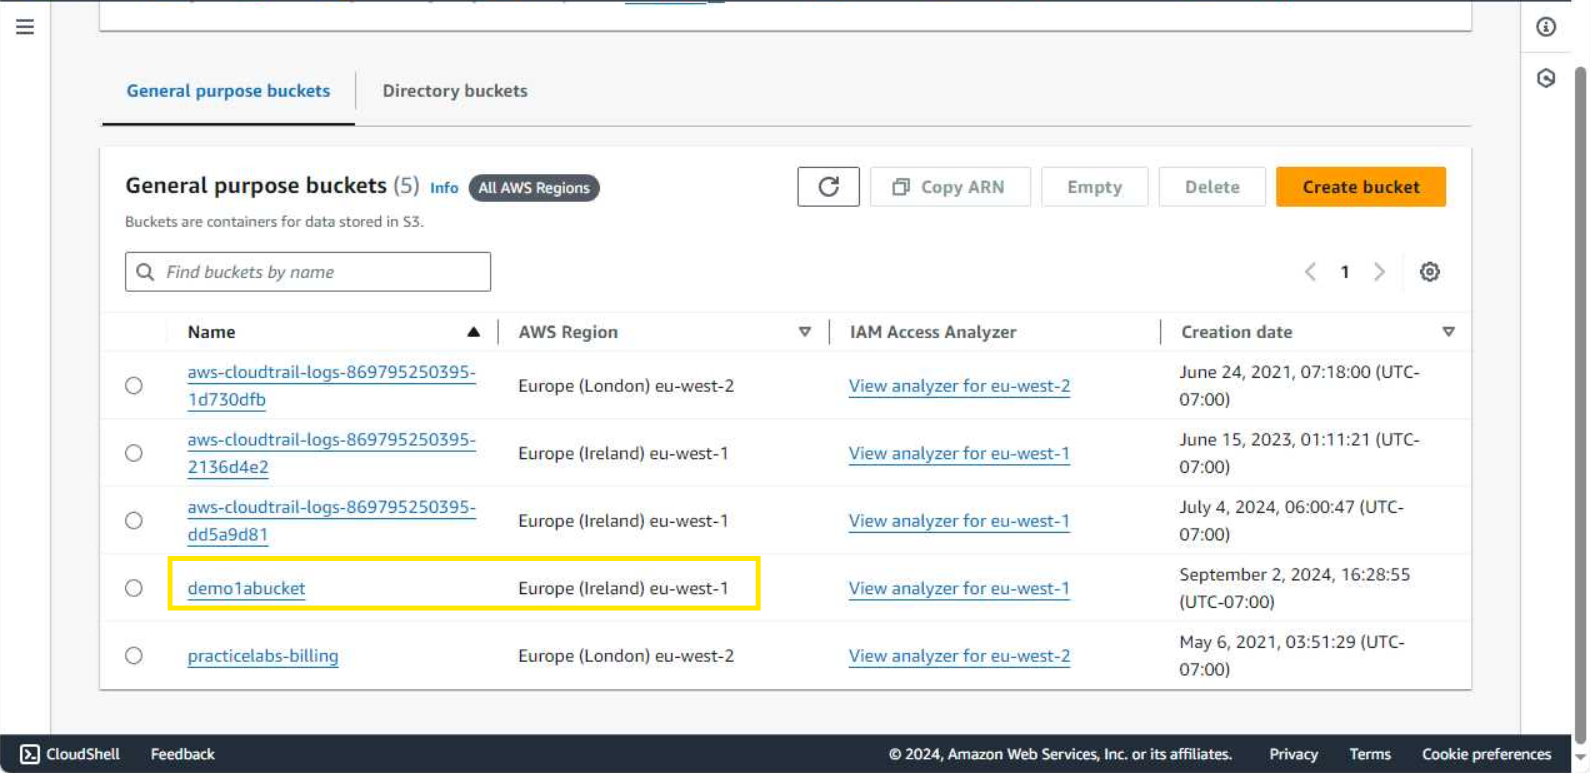 General purpose buckets
Directory buckets
General purpose buckets (5) Info All AWS Regions
Copy ARN
Empty
Delete
Create bucket
Buckets are containers for data stored in S3.
Find buckets by name
1
Name AWS Region IAM Access Analyzer Creation date
aws-cloudtrail-logs-869795250395-
1d730dfb
Europe (London) eu-west-2
View analyzer for eu-west-2
June 24, 2021, 07:18:00 (UTC-
07:00)
aws-cloudtrail-logs-869795250395-
2136d4e2
Europe (Ireland) eu-west-1
View analyzer for eu-west-1
June 15, 2023, 01:11:21 (UTC-
07:00)
aws-cloudtrail-logs-869795250395-
dd5a9d81
Europe (Ireland) eu-west-1
View analyzer for eu-west-1
July 4, 2024, 06:00:47 (UTC-
07:00)
demo1abucket
Europe (Ireland) eu-west-1
View analyzer for eu-west-1
September 2, 2024, 16:28:55
(UTC-07:00)
practicelabs-billing
Europe (London) eu-west-2
View analyzer for eu-west-2
May 6, 2021, 03:51:29 (UTC-
07:00)
CloudShell Feedback © 2024, Amazon Web Services, Inc. or its affiliates. Privacy Terms Cookie preferences